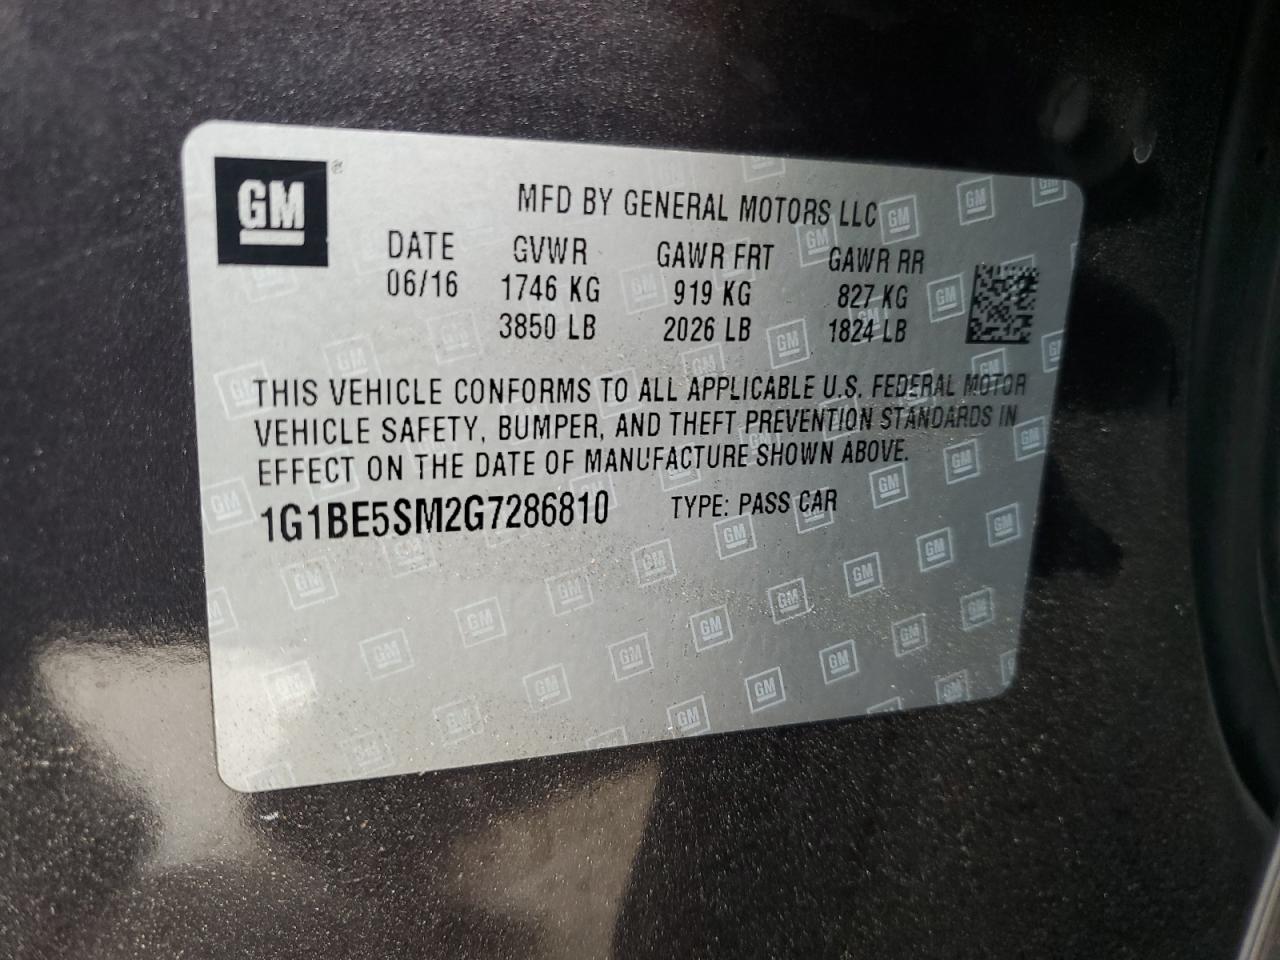 GM ®
MFD BY GENERAL MOTORS LLC
DATE GVWR GAWR FRT GAWR RR
06/16 1746 KG 919 KG 827 KG
3850 LB 2026 LB 1824 LB
THIS VEHICLE CONFORMS TO ALL APPLICABLE U.S. FEDERAL MOTOR
VEHICLE SAFETY, BUMPER, AND THEFT PREVENTION STANDARDS IN
EFFECT ON THE DATE OF MANUFACTURE SHOWN ABOVE.
1G1BE5SM2G7286810 TYPE: PASS CAR